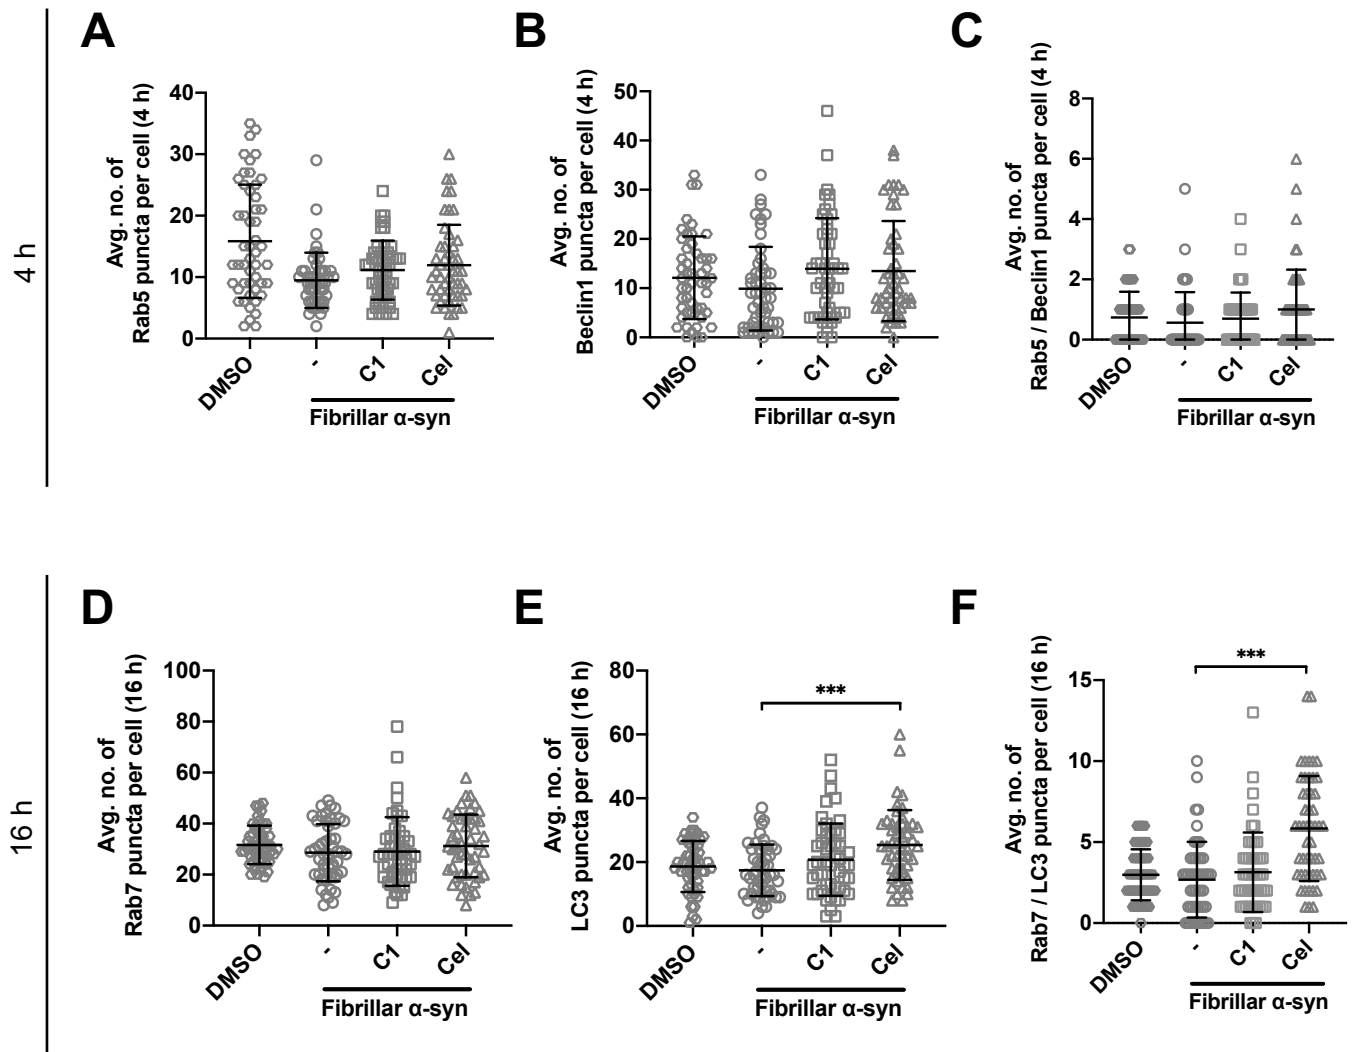 4 h
A
Avg. no. of
Rab5 puncta per cell (4 h)
40
30
20
10
0
DMSO
-
C1
Cel
Fibrillar α-syn
B
Avg. no. of
Beclin1 puncta per cell (4 h)
50
40
30
20
10
0
DMSO
-
C1
Cel
Fibrillar α-syn
C
Avg. no. of
Rab5 / Beclin1 puncta per cell (4 h)
8
6
4
2
0
DMSO
-
C1
Cel
Fibrillar α-syn
16 h
D
Avg. no. of
Rab7 puncta per cell (16 h)
100
80
60
40
20
0
DMSO
-
C1
Cel
Fibrillar α-syn
E
Avg. no. of
LC3 puncta per cell (16 h)
80
60
40
20
0
***
DMSO
-
C1
Cel
Fibrillar α-syn
F
Avg. no. of
Rab7 / LC3 puncta per cell (16 h)
15
10
5
0
***
DMSO
-
C1
Cel
Fibrillar α-syn